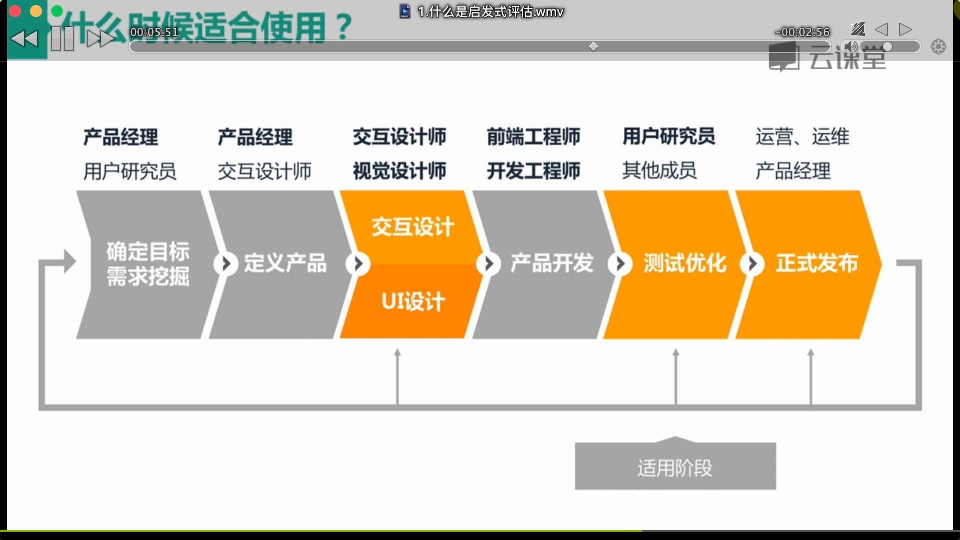 1.什么是启发式评估.wmv
什么时候适合使用？
00:05:51
-00:02:56
云课堂
产品经理
用户研究员
产品经理
交互设计师
交互设计师
视觉设计师
前端工程师
开发工程师
用户研究员
其他成员
运营、运维
产品经理
确定目标
需求挖掘
定义产品
交互设计
UI设计
产品开发
测试优化
正式发布
适用阶段